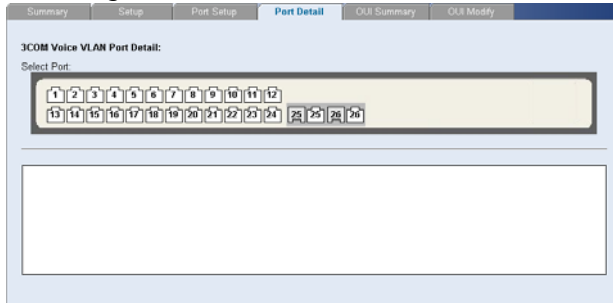 Summary Setup Port Setup Port Detail OUI Summary OUI Modify
3COM Voice VLAN Port Detail:
Select Port:
1 2 3 4 5 6 7 8 9 10 11 12
13 14 15 16 17 18 19 20 21 22 23 24 25 25 26 26